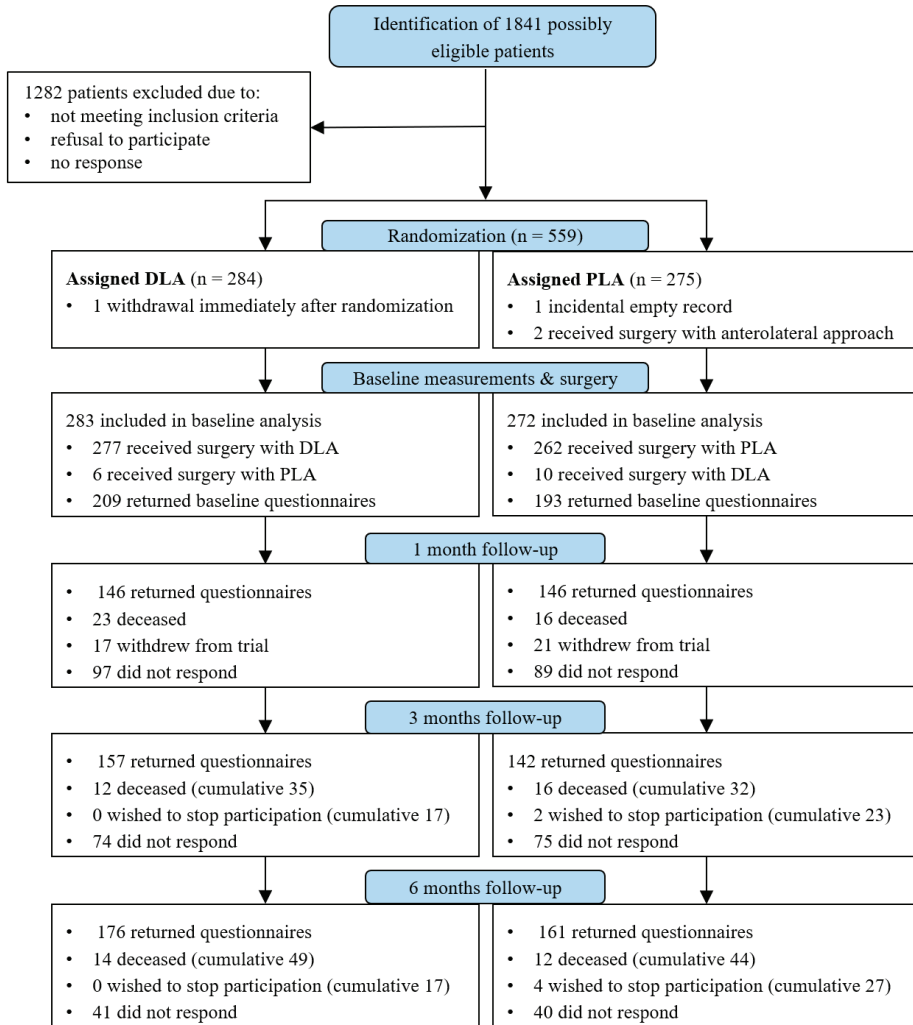 Identification of 1841 possibly
eligible patients
1282 patients excluded due to:
• not meeting inclusion criteria
• refusal to participate
• no response
Randomization (n = 559)
Assigned DLA (n = 284)
• 1 withdrawal immediately after randomization
Assigned PLA (n = 275)
• 1 incidental empty record
• 2 received surgery with anterolateral approach
Baseline measurements & surgery
283 included in baseline analysis
• 277 received surgery with DLA
• 6 received surgery with PLA
• 209 returned baseline questionnaires
272 included in baseline analysis
• 262 received surgery with PLA
• 10 received surgery with DLA
• 193 returned baseline questionnaires
1 month follow-up
• 146 returned questionnaires
• 23 deceased
• 17 withdrew from trial
• 97 did not respond
• 146 returned questionnaires
• 16 deceased
• 21 withdrew from trial
• 89 did not respond
3 months follow-up
• 157 returned questionnaires
• 12 deceased (cumulative 35)
• 0 wished to stop participation (cumulative 17)
• 74 did not respond
142 returned questionnaires
• 16 deceased (cumulative 32)
• 2 wished to stop participation (cumulative 23)
• 75 did not respond
6 months follow-up
• 176 returned questionnaires
• 14 deceased (cumulative 49)
• 0 wished to stop participation (cumulative 17)
• 41 did not respond
• 161 returned questionnaires
• 12 deceased (cumulative 44)
• 4 wished to stop participation (cumulative 27)
• 40 did not respond